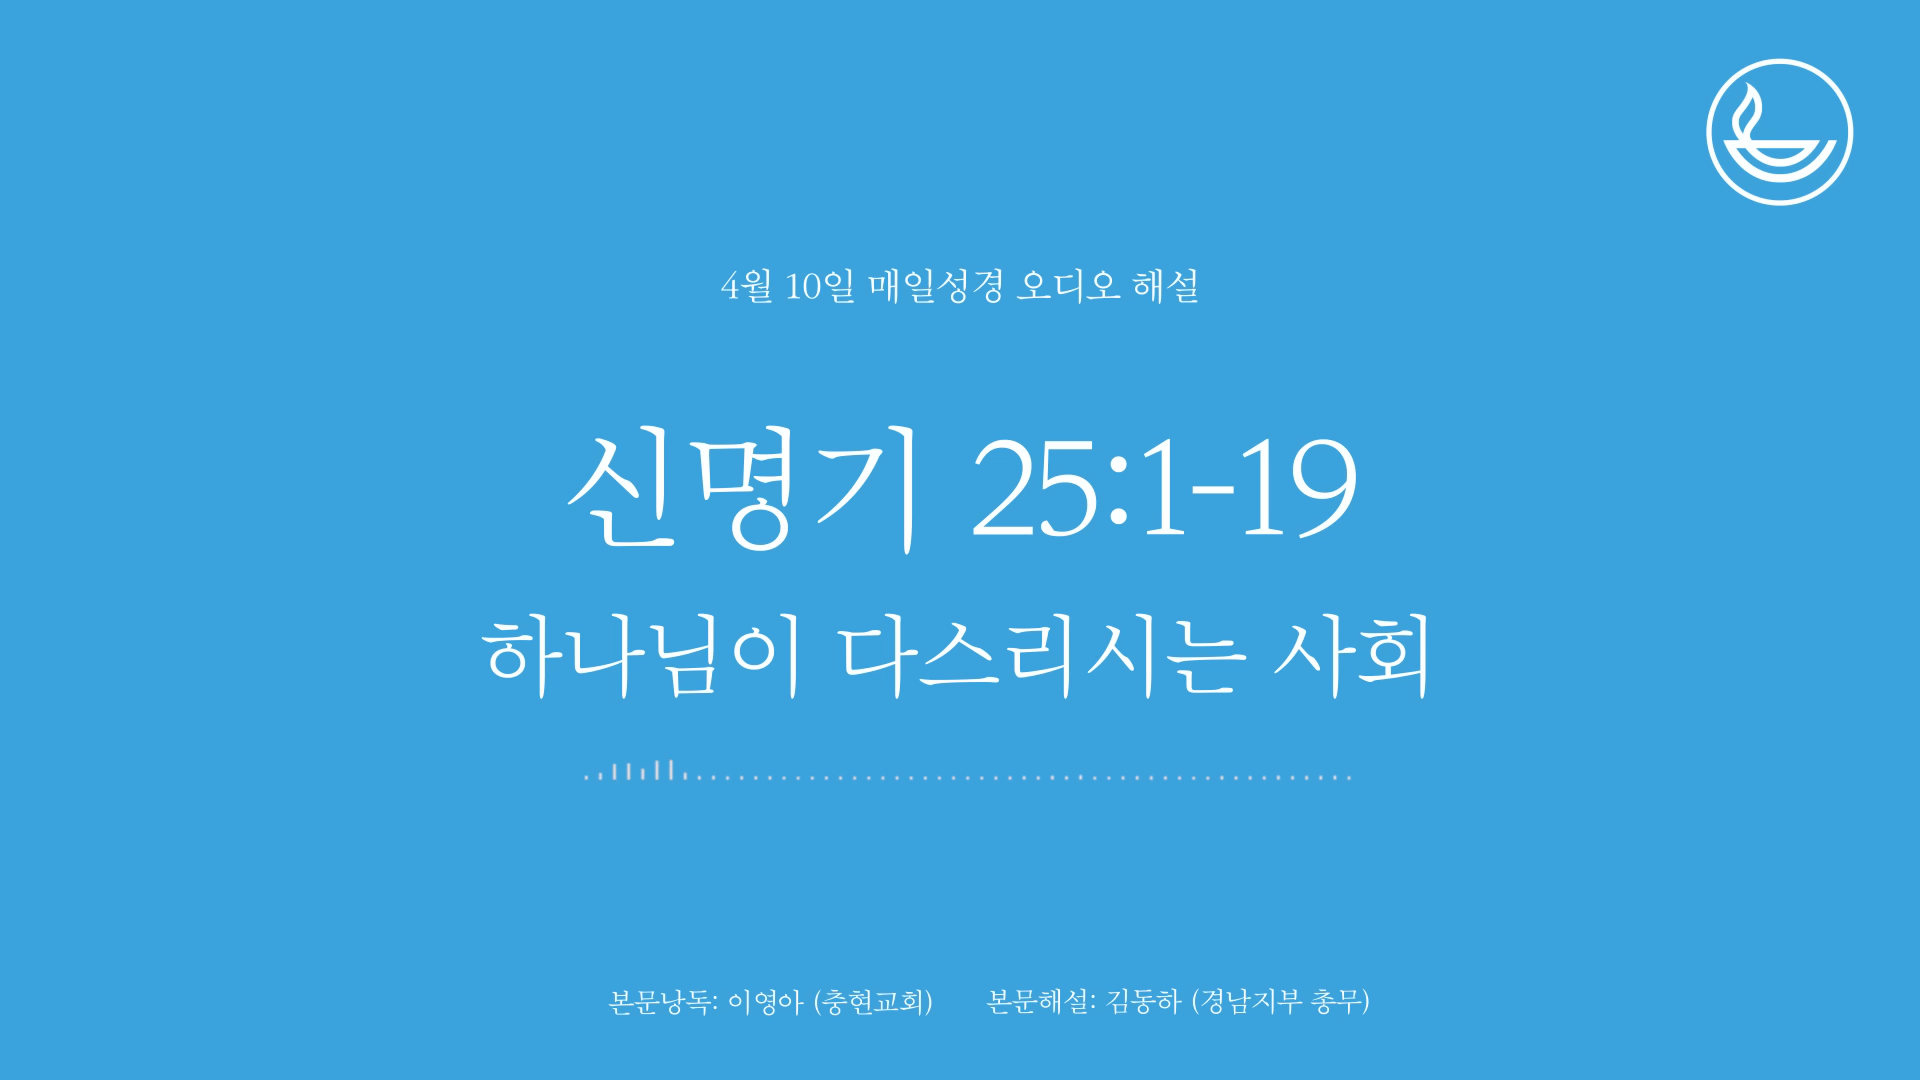 4월 10일 매일성경 오디오 해설
신명기 25:1-19
하나님이 다스리시는 사회
본문낭독: 이영아 (충현교회) 본문해설: 김동하 (경남지부 총무)